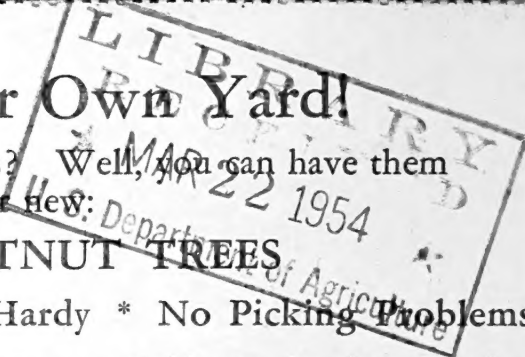 r Own Yard!
? Well, you can have them
r new:
TNUT TREES
Hardy * No Picking Problems
LIBRARY
RECEIVED
★ MAR 22 1954 ★
U. S. Department of Agriculture